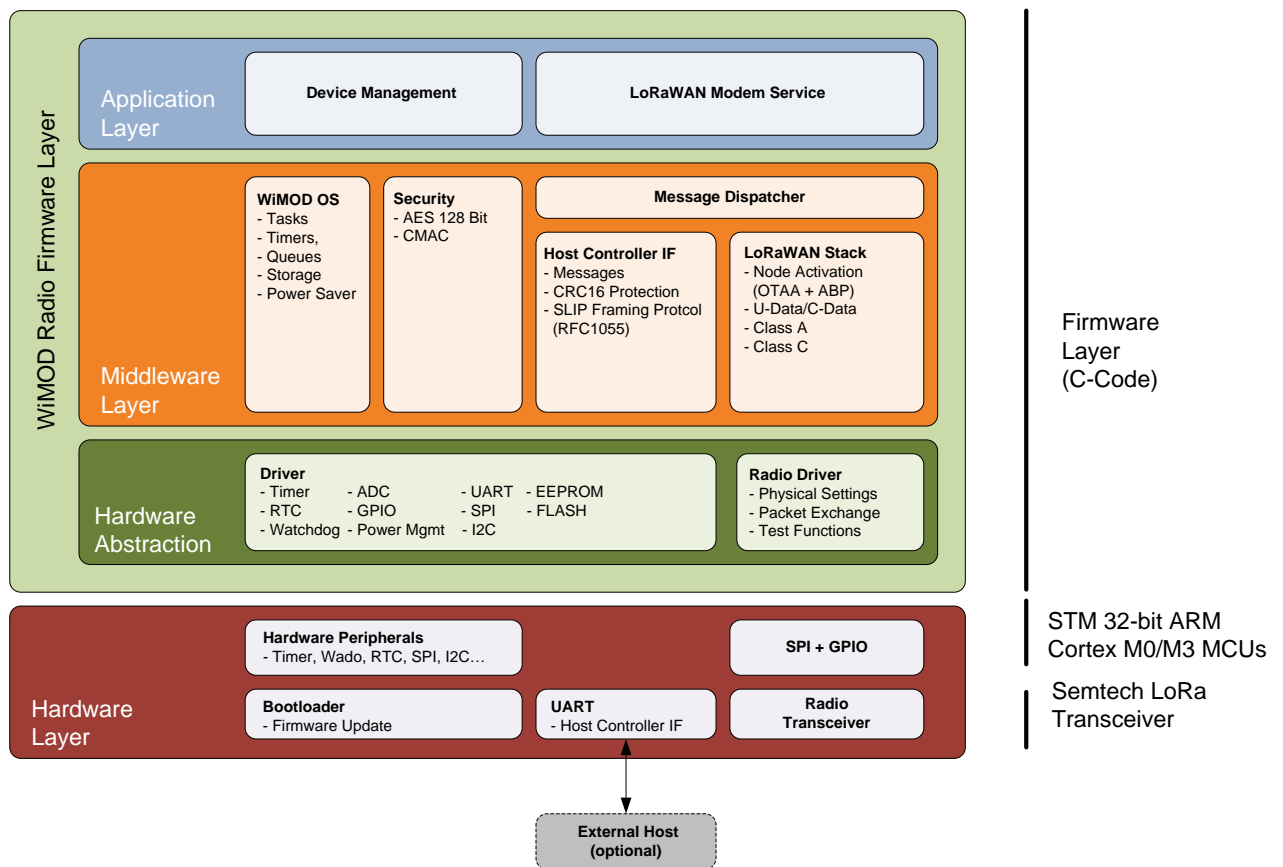 WiMOD Radio Firmware Layer
Application
Layer
Device Management
LoRaWAN Modem Service
Middleware
Layer
WiMOD OS
- Tasks
- Timers,
- Queues
- Storage
- Power Saver
Security
- AES 128 Bit
- CMAC
Message Dispatcher
Host Controller IF
- Messages
- CRC16 Protection
- SLIP Framing Protcol
(RFC1055)
LoRaWAN Stack
- Node Activation
(OTAA + ABP)
- U-Data/C-Data
- Class A
- Class C
Hardware
Abstraction
Driver
- Timer - ADC - UART - EEPROM
- RTC - GPIO - SPI - FLASH
- Watchdog - Power Mgmt - I2C
Radio Driver
- Physical Settings
- Packet Exchange
- Test Functions
Firmware
Layer
(C-Code)
Hardware
Layer
Hardware Peripherals
- Timer, Wado, RTC, SPI, I2C…
SPI + GPIO
Bootloader
- Firmware Update
UART
- Host Controller IF
Radio
Transceiver
STM 32-bit ARM
Cortex M0/M3 MCUs
Semtech LoRa
Transceiver
External Host
(optional)